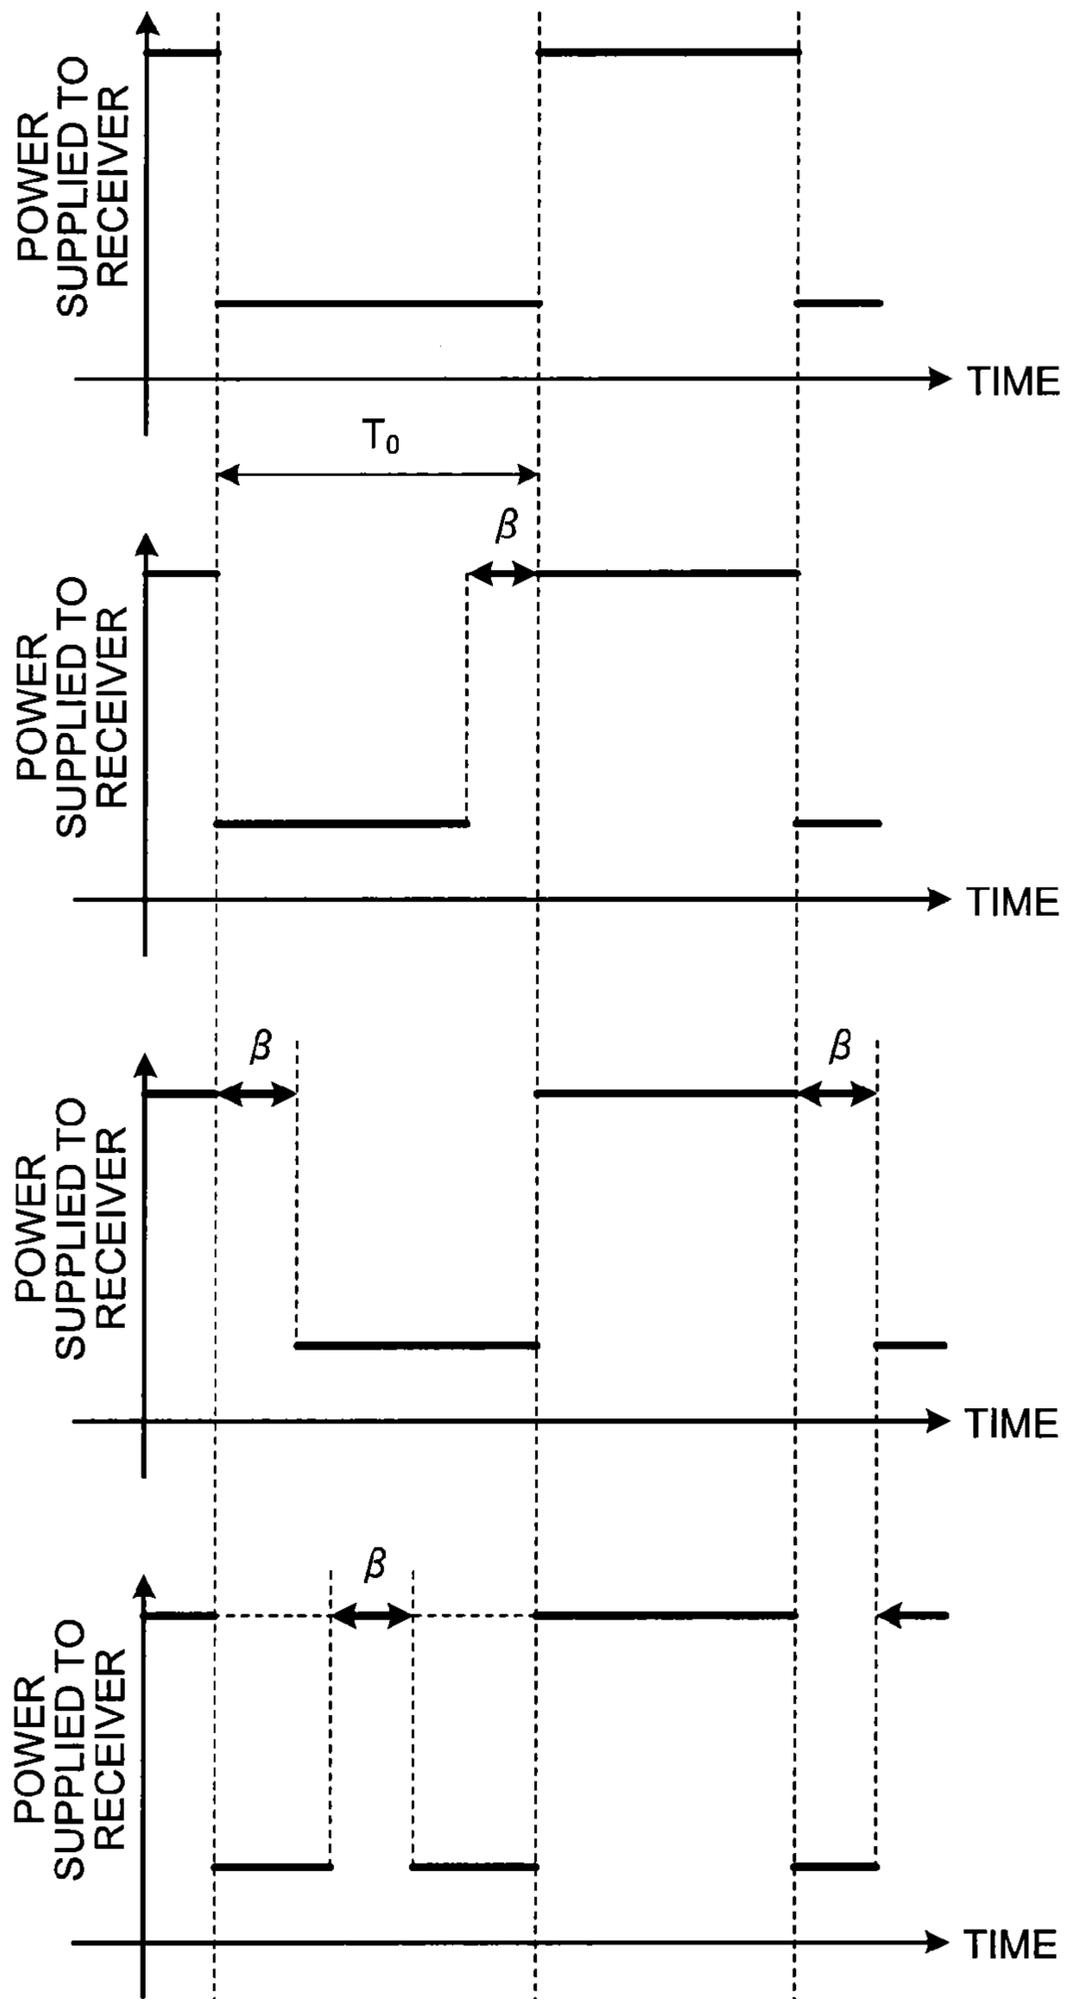 POWER
SUPPLIED TO
RECEIVER
TIME
T₀
β
POWER
SUPPLIED TO
RECEIVER
TIME
β
β
POWER
SUPPLIED TO
RECEIVER
TIME
β
POWER
SUPPLIED TO
RECEIVER
TIME